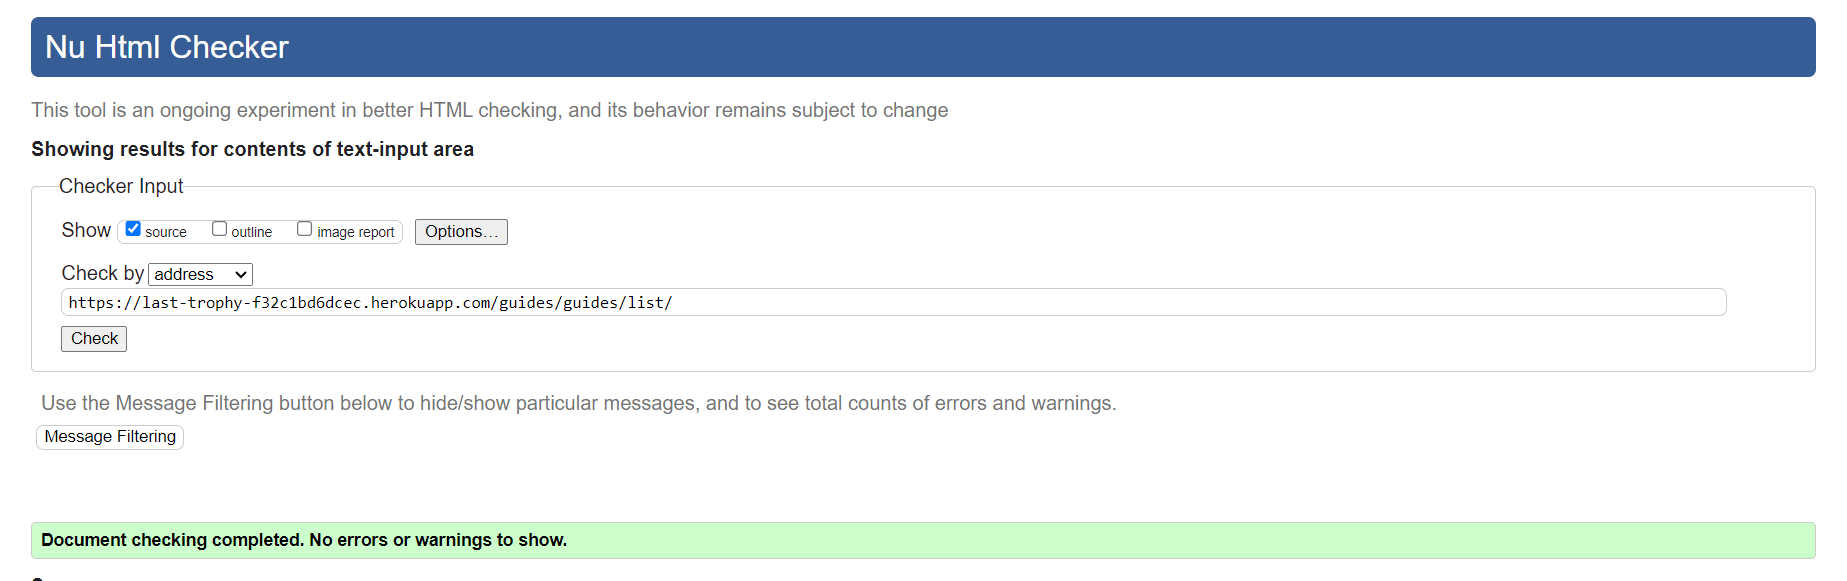 Nu Html Checker
This tool is an ongoing experiment in better HTML checking, and its behavior remains subject to change
Showing results for contents of text-input area
Checker Input
Show source outline image report Options...
Check by address
https://last-trophy-f32c1bd6dcec.herokuapp.com/guides/guides/list/
Check
Use the Message Filtering button below to hide/show particular messages, and to see total counts of errors and warnings.
Message Filtering
Document checking completed. No errors or warnings to show.